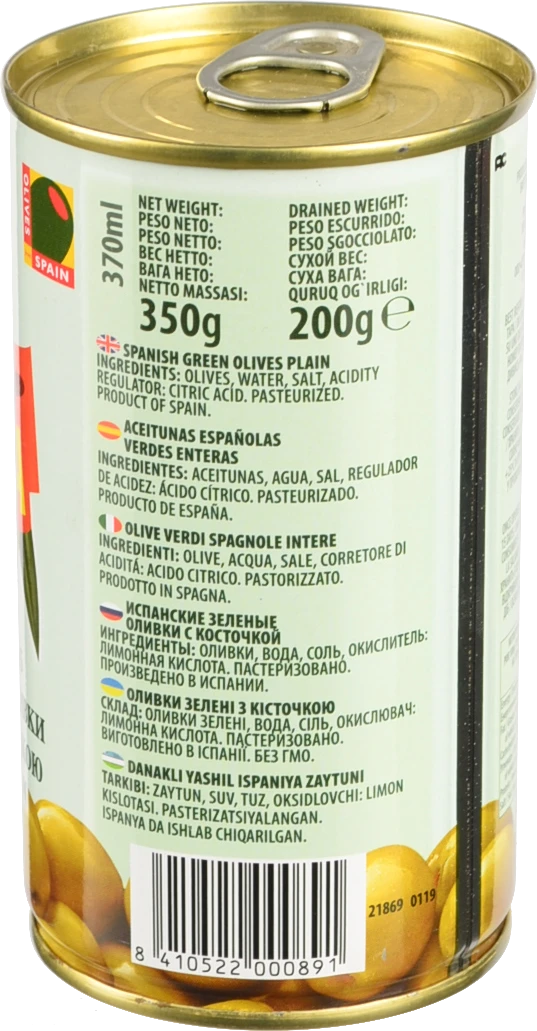 OLIVES
SPAIN
370ml
NET WEIGHT:
PESO NETO:
PESO NETTO:
ВЕС НЕТТО:
ВАГА НЕТО:
NETTO MASSASI:
350g
DRAINED WEIGHT:
PESO ESCURRIDO:
PESO SGOCCIOLATO:
СУХОЙ ВЕС:
СУХА ВАГА:
QURUQ OG`IRLIGI:
200g ℮
SPANISH GREEN OLIVES PLAIN
INGREDIENTS: OLIVES, WATER, SALT, ACIDITY
REGULATOR: CITRIC ACID. PASTEURIZED.
PRODUCT OF SPAIN.
ACEITUNAS ESPAÑOLAS
VERDES ENTERAS
INGREDIENTES: ACEITUNAS, AGUA, SAL, REGULADOR
DE ACIDEZ: ÁCIDO CÍTRICO. PASTEURIZADO.
PRODUCTO DE ESPAÑA.
OLIVE VERDI SPAGNOLE INTERE
INGREDIENTI: OLIVE, ACQUA, SALE, CORRETORE DI
ACIDITÁ: ACIDO CITRICO. PASTORIZZATO.
PRODOTTO IN SPAGNA.
ИСПАНСКИЕ ЗЕЛЕНЫЕ
ОЛИВКИ С КОСТОЧКОЙ
ИНГРЕДИЕНТЫ: ОЛИВКИ, ВОДА, СОЛЬ, ОКИСЛИТЕЛЬ:
ЛИМОННАЯ КИСЛОТА. ПАСТЕРИЗОВАНО.
ПРОИЗВЕДЕНО В ИСПАНИИ.
ОЛИВКИ ЗЕЛЕНІ З КІСТОЧКОЮ
СКЛАД: ОЛИВКИ ЗЕЛЕНІ, ВОДА, СІЛЬ, ОКИСЛЮВАЧ:
ЛИМОННА КИСЛОТА. ПАСТЕРИЗОВАНО.
ВИГОТОВЛЕНО В ІСПАНІЇ. БЕЗ ГМО.
DANAKLI YASHIL ISPANIYA ZAYTUNI
TARKIBI: ZAYTUN, SUV, TUZ, OKSIDLOVCHI: LIMON
KISLOTASI. PASTERIZATSIYALANGAN.
ISPANYA DA ISHLAB CHIQARILGAN.
21869 0119
8 410522 000891